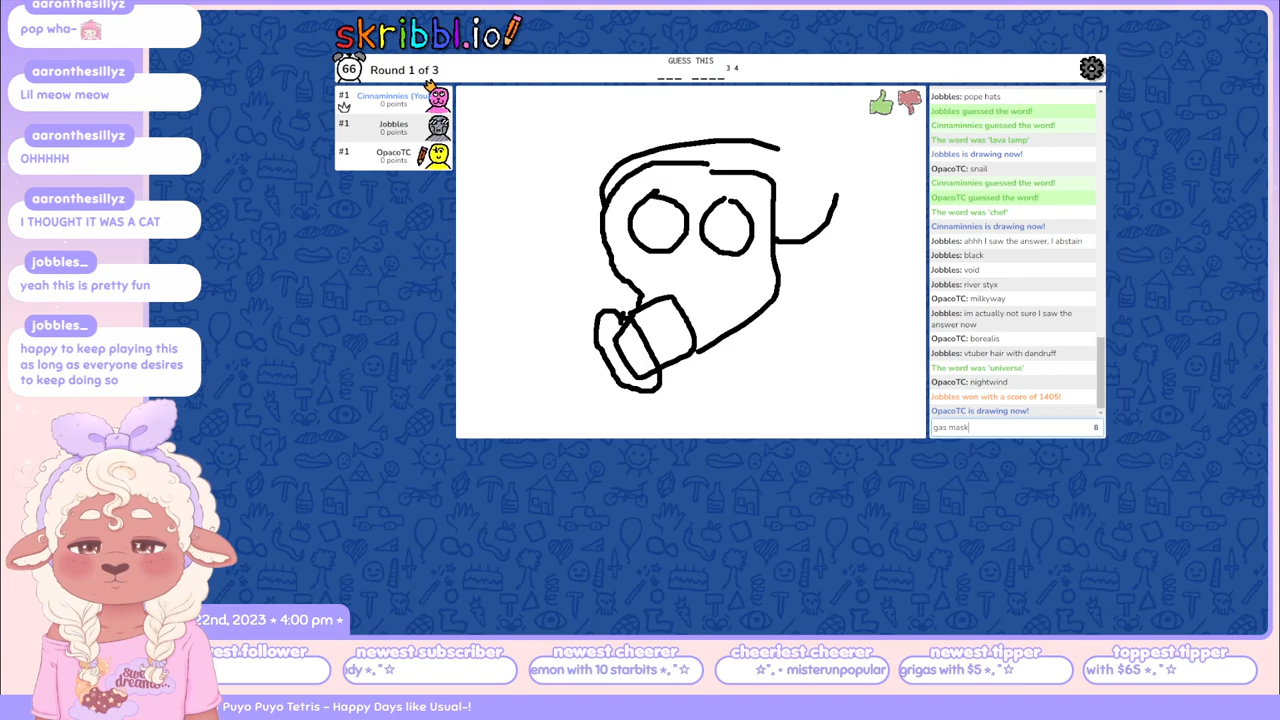 aaronthesillyz
pop wha-
aaronthesillyz
Lil meow meow
aaronthesillyz
OHHHHH
aaronthesillyz
I THOUGHT IT WAS A CAT
jobbles_
yeah this is pretty fun
jobbles_
happy to keep playing this
as long as everyone desires
to keep doing so
skribbl.io
66
Round 1 of 3
GUESS THIS
___ ____ 3 4
#1
Cinnaminnies (You
0 points
#1
Jobbles
0 points
#1
OpacoTC
0 points
Jobbles: pope hats
Jobbles guessed the word!
Cinnaminnies guessed the word!
The word was 'lava lamp'
Jobbles is drawing now!
OpacoTC: snail
Cinnaminnies guessed the word!
OpacoTC guessed the word!
The word was 'chef'
Cinnaminnies is drawing now!
Jobbles: ahhh I saw the answer, I abstain
Jobbles: black
Jobbles: void
Jobbles: river styx
OpacoTC: milkyway
Jobbles: im actually not sure I saw the
answer now
OpacoTC: borealis
Jobbles: vtuber hair with dandruff
The word was 'universe'
OpacoTC: nightwind
Jobbles won with a score of 1405!
OpacoTC is drawing now!
gas mask
8
22nd, 2023 ⋆ 4:00 pm ⋆
est follower
newest subscriber
newest cheerer
cheeriest cheerer
newest tipper
toppest tipper
dy ⋆.˚☆
emon with 10 starbits ⋆.˚☆
☆˚.⋆ misterunpopular
grigas with $5 ⋆.˚☆
with $65 ⋆.˚☆
Puyo Puyo Tetris - Happy Days like Usual~!